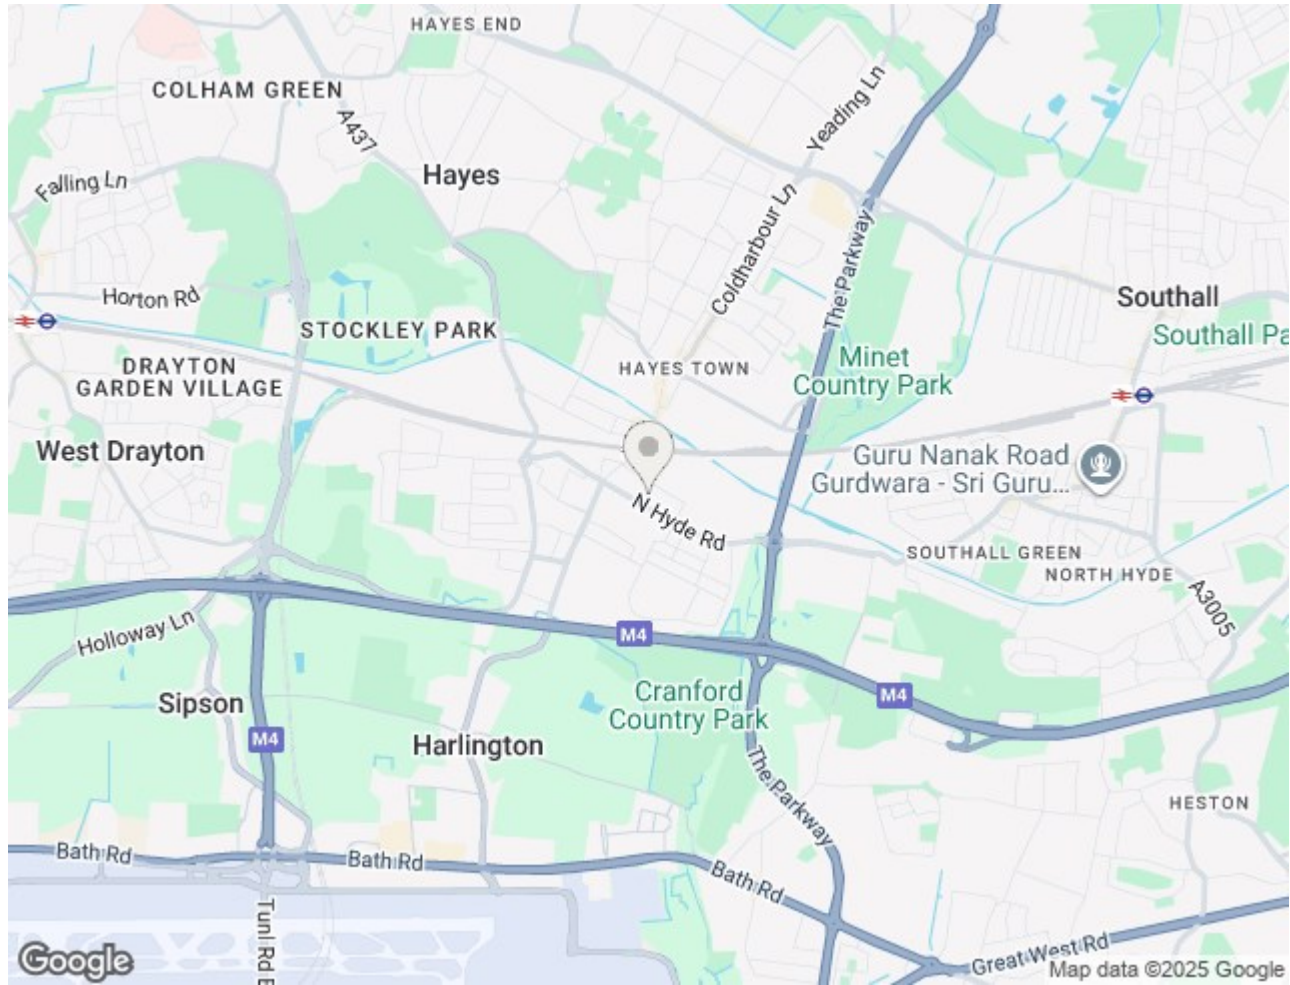 HAYES END
COLHAM GREEN
A437
Yeading Ln
Hayes
Falling Ln
Coldharbour Ln
The Parkway
Horton Rd
Southall
STOCKLEY PARK
Southall Pa
DRAYTON
GARDEN VILLAGE
HAYES TOWN
Minet
Country Park
West Drayton
Guru Nanak Road
Gurdwara - Sri Guru...
N Hyde Rd
SOUTHALL GREEN
NORTH HYDE
A3005
Holloway Ln
M4
Sipson
Cranford
Country Park
M4
M4
Harlington
The Parkway
HESTON
Bath Rd
Bath Rd
Bath Rd
Tunl Rd E
Great West Rd
Google
Map data ©2025 Google